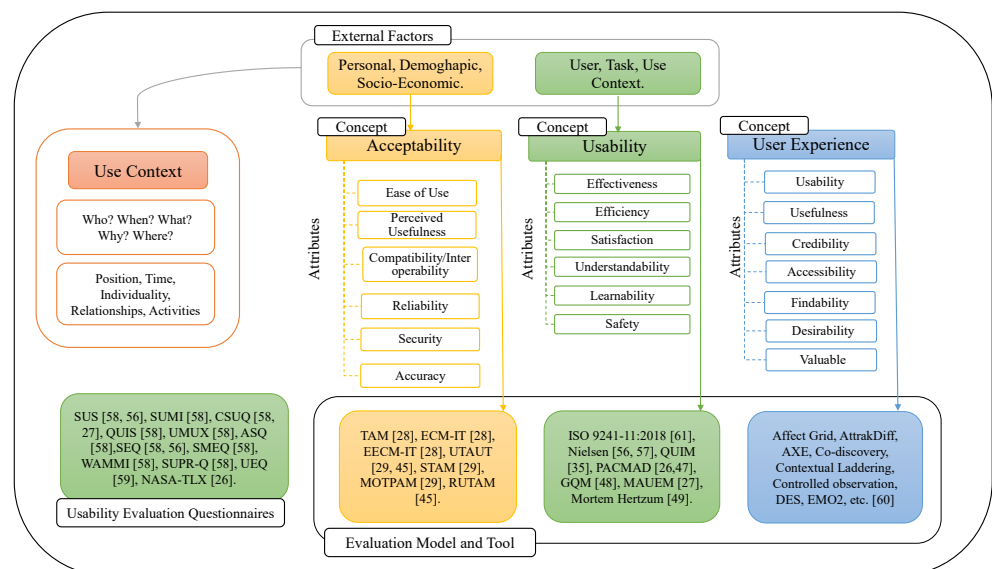 External Factors
Personal, Demoghapic,
Socio-Economic.
User, Task, Use
Context.
Use Context
Who? When? What?
Why? Where?
Position, Time,
Individuality,
Relationships, Activities
Concept
Acceptability
Attributes
Ease of Use
Perceived
Usefulness
Compatibility/Inter
operability
Reliability
Security
Accuracy
Concept
Usability
Attributes
Effectiveness
Efficiency
Satisfaction
Understandability
Learnability
Safety
Concept
User Experience
Attributes
Usability
Usefulness
Credibility
Accessibility
Findability
Desirability
Valuable
SUS [58, 56], SUMI [58], CSUQ [58,
27], QUIS [58], UMUX [58], ASQ
[58],SEQ [58, 56], SMEQ [58],
WAMMI [58], SUPR-Q [58], UEQ
[59], NASA-TLX [26].
Usability Evaluation Questionnaires
TAM [28], ECM-IT [28],
EECM-IT [28], UTAUT
[29, 45], STAM [29],
MOTPAM [29], RUTAM
[45].
ISO 9241-11:2018 [61],
Nielsen [56, 57], QUIM
[35], PACMAD [26,47],
GQM [48], MAUEM [27],
Mortem Hertzum [49].
Affect Grid, AttrakDiff,
AXE, Co-discovery,
Contextual Laddering,
Controlled observation,
DES, EMO2, etc. [60]
Evaluation Model and Tool